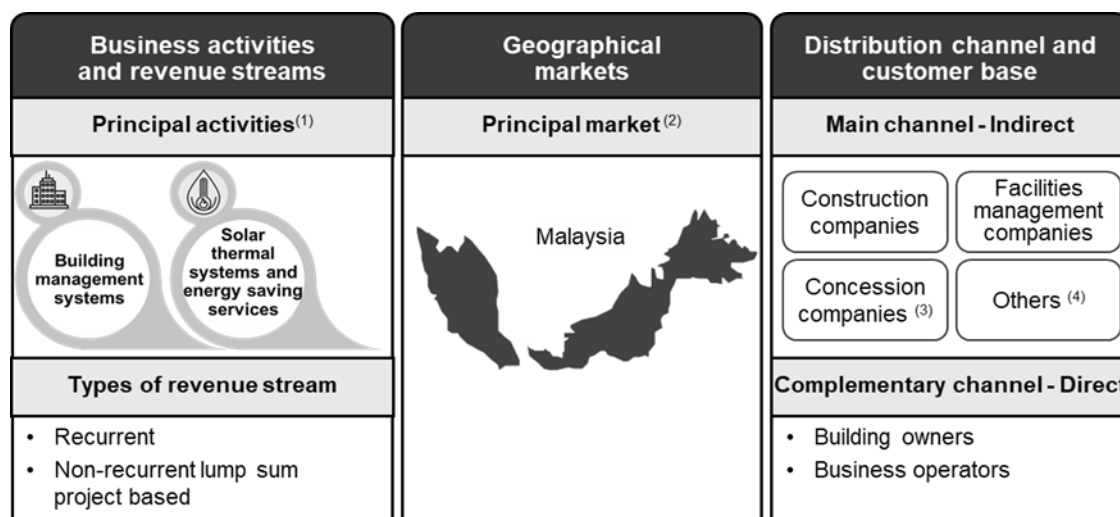 Business activities
and revenue streams
Principal activities(1)
Building
management
systems
Solar
thermal
systems and
energy saving
services
Types of revenue stream
• Recurrent
• Non-recurrent lump sum
project based
Geographical
markets
Principal market(2)
Malaysia
Distribution channel and
customer base
Main channel - Indirect
Construction
companies
Facilities
management
companies
Concession
companies (3)
Others (4)
Complementary channel - Direct
• Building owners
• Business operators